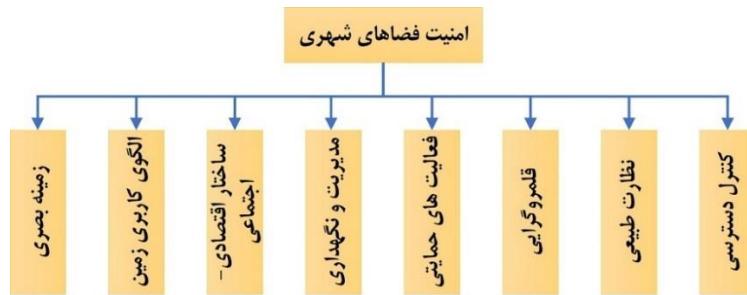 امنیت فضاهای شهری
کنترل دسترسی
نظارت طبیعی
قلمروگرایی
فعالیت های حمایتی
مدیریت و نگهداری
ساختار اقتصادی-
اجتماعی
الگوی کاربری زمین
زمینه بصری